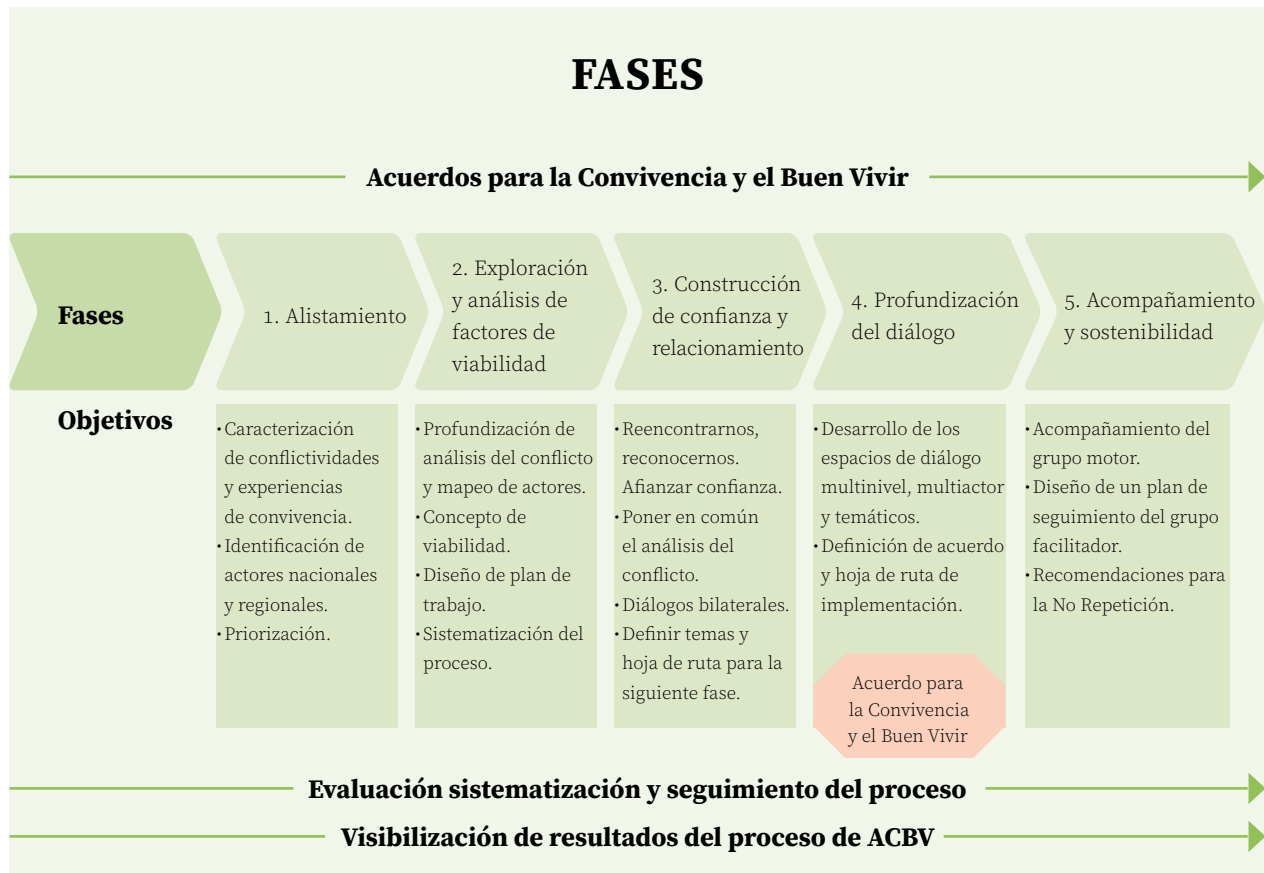 FASES
Acuerdos para la Convivencia y el Buen Vivir
Fases
1. Alistamiento
2. Exploración
y análisis de
factores de
viabilidad
3. Construcción
de confianza y
relacionamiento
4. Profundización
del diálogo
5. Acompañamiento
y sostenibilidad
Objetivos
· Caracterización
de conflictividades
y experiencias
de convivencia.
· Identificación de
actores nacionales
y regionales.
· Priorización.
· Profundización de
análisis del conflicto
y mapeo de actores.
· Concepto de
viabilidad.
· Diseño de plan de
trabajo.
· Sistematización del
proceso.
· Reencontrarnos,
reconocernos.
Afianzar confianza.
· Poner en común
el análisis del
conflicto.
· Diálogos bilaterales.
· Definir temas y
hoja de ruta para la
siguiente fase.
· Desarrollo de los
espacios de diálogo
multinivel, multiactor
y temáticos.
· Definición de acuerdo
y hoja de ruta de
implementación.
Acuerdo para
la Convivencia
y el Buen Vivir
· Acompañamiento del
grupo motor.
· Diseño de un plan de
seguimiento del grupo
facilitador.
· Recomendaciones para
la No Repetición.
Evaluación sistematización y seguimiento del proceso
Visibilización de resultados del proceso de ACBV